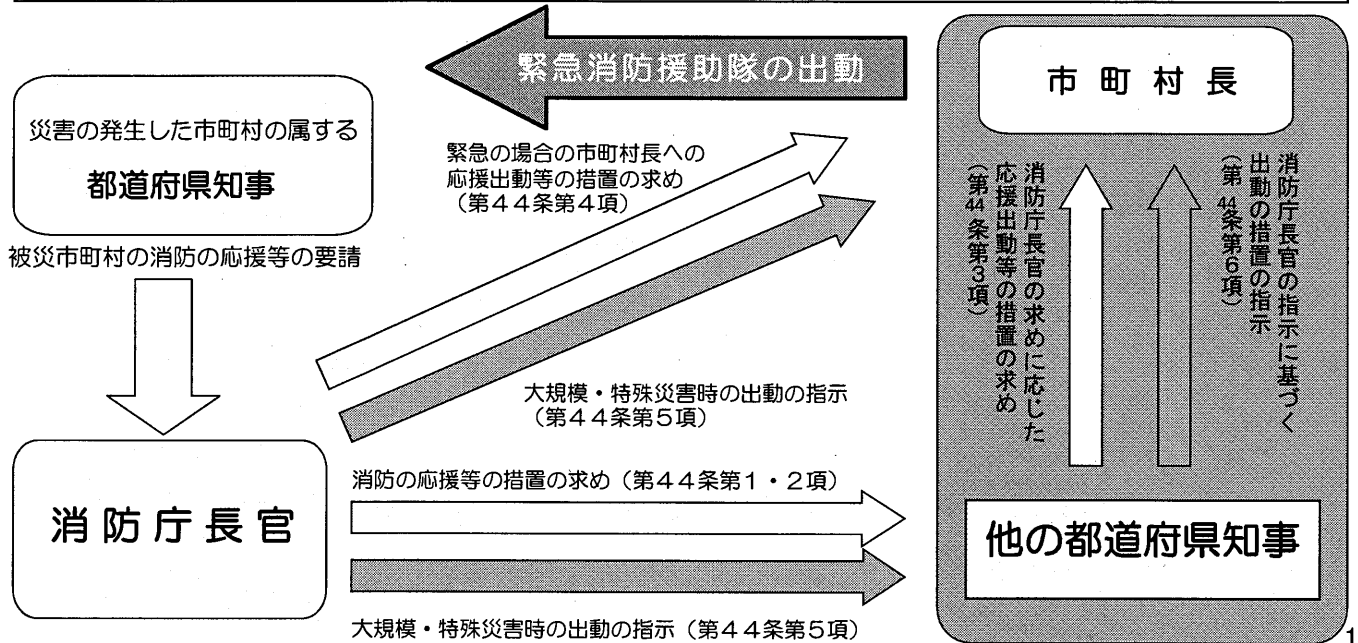 緊急消防援助隊の出動
災害の発生した市町村の属する
都道府県知事
被災市町村の消防の応援等の要請
消防庁長官
緊急の場合の市町村長への
応援出動等の措置の求め
（第４４条第４項）
大規模・特殊災害時の出動の指示
（第４４条第５項）
消防の応援等の措置の求め（第４４条第１・２項）
大規模・特殊災害時の出動の指示（第４４条第５項）
市町村長
消防庁長官の指示に基づく
出動の措置の指示
（第44条第６項）
消防庁長官の求めに応じた
応援出動等の措置の求め
（第44条第３項）
他の都道府県知事
1